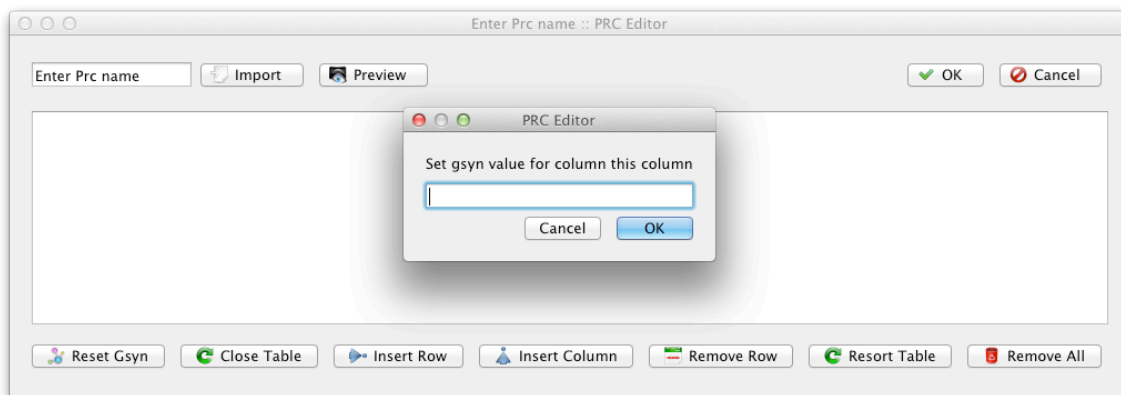 Enter Prc name :: PRC Editor
Enter Prc name Import Preview OK Cancel
PRC Editor
Set gsyn value for column this column
Cancel OK
Reset Gsyn Close Table Insert Row Insert Column Remove Row Resort Table Remove All